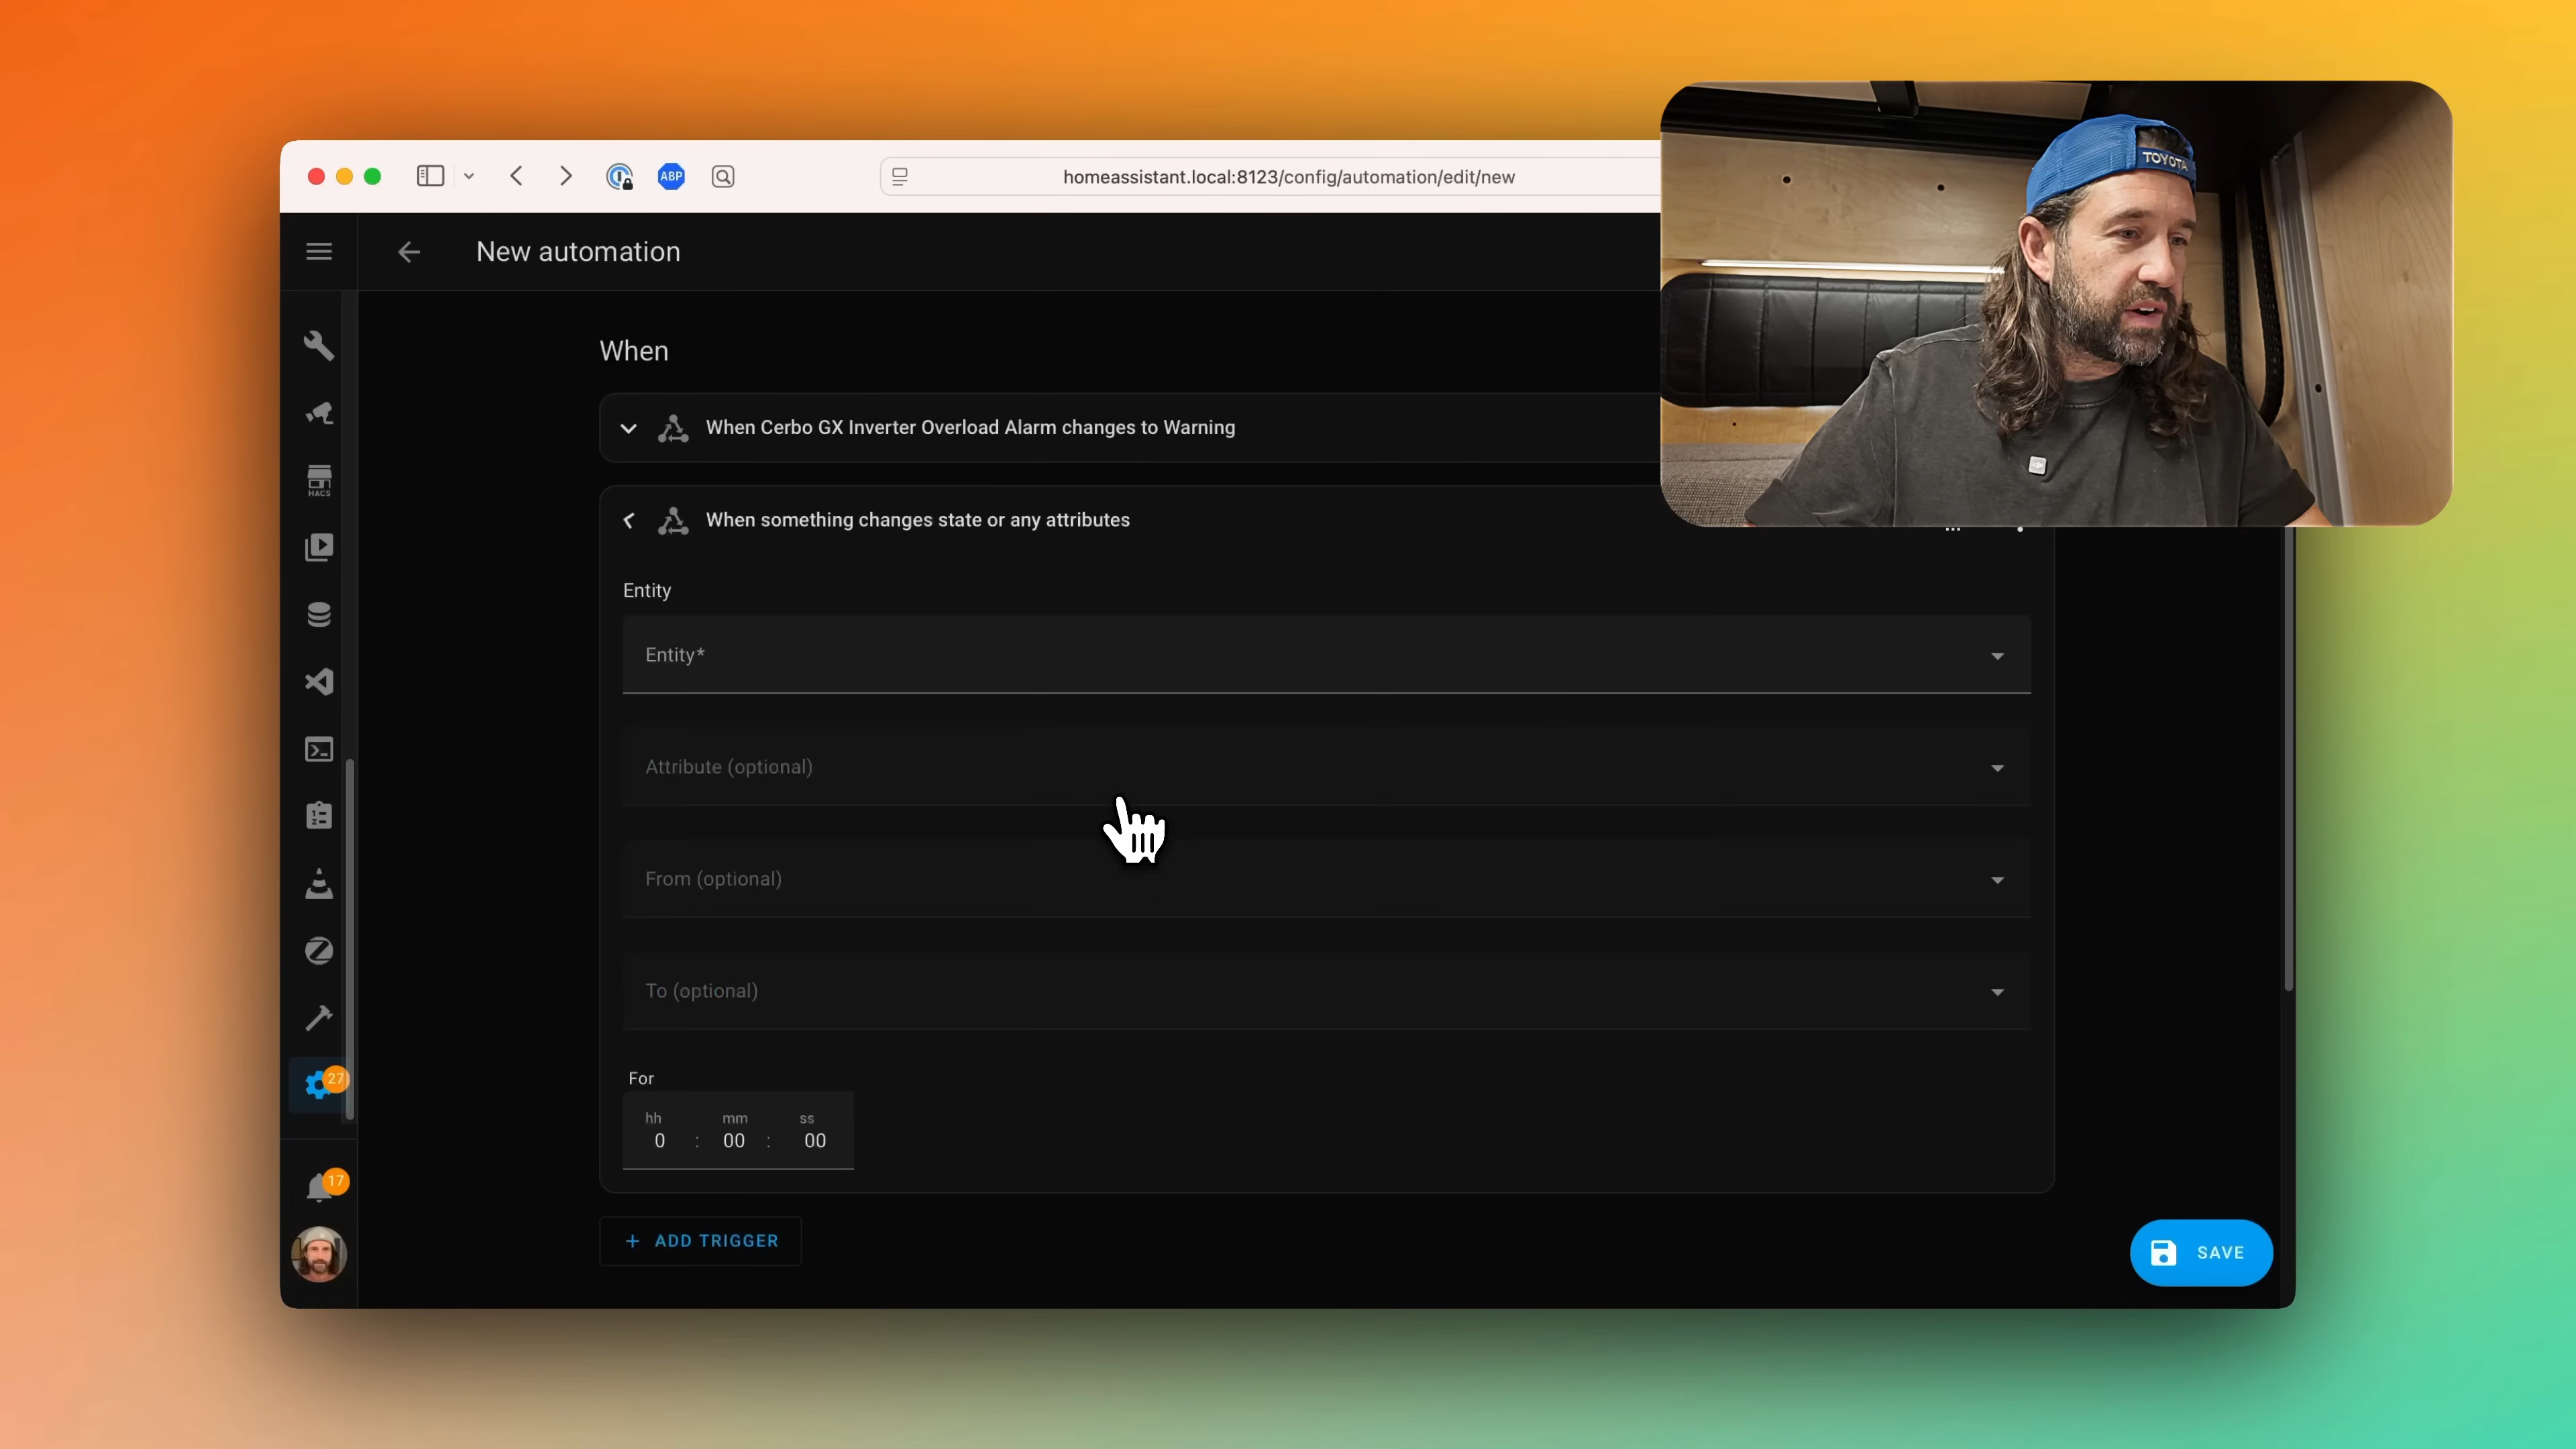 ABP
homeassistant.local:8123/config/automation/edit/new
TOYOTA
New automation
When
When Cerbo GX Inverter Overload Alarm changes to Warning
HACS
When something changes state or any attributes
Entity
Entity*
Attribute (optional)
From (optional)
To (optional)
27
For
hh mm ss
0 : 00 : 00
17
+ ADD TRIGGER
SAVE